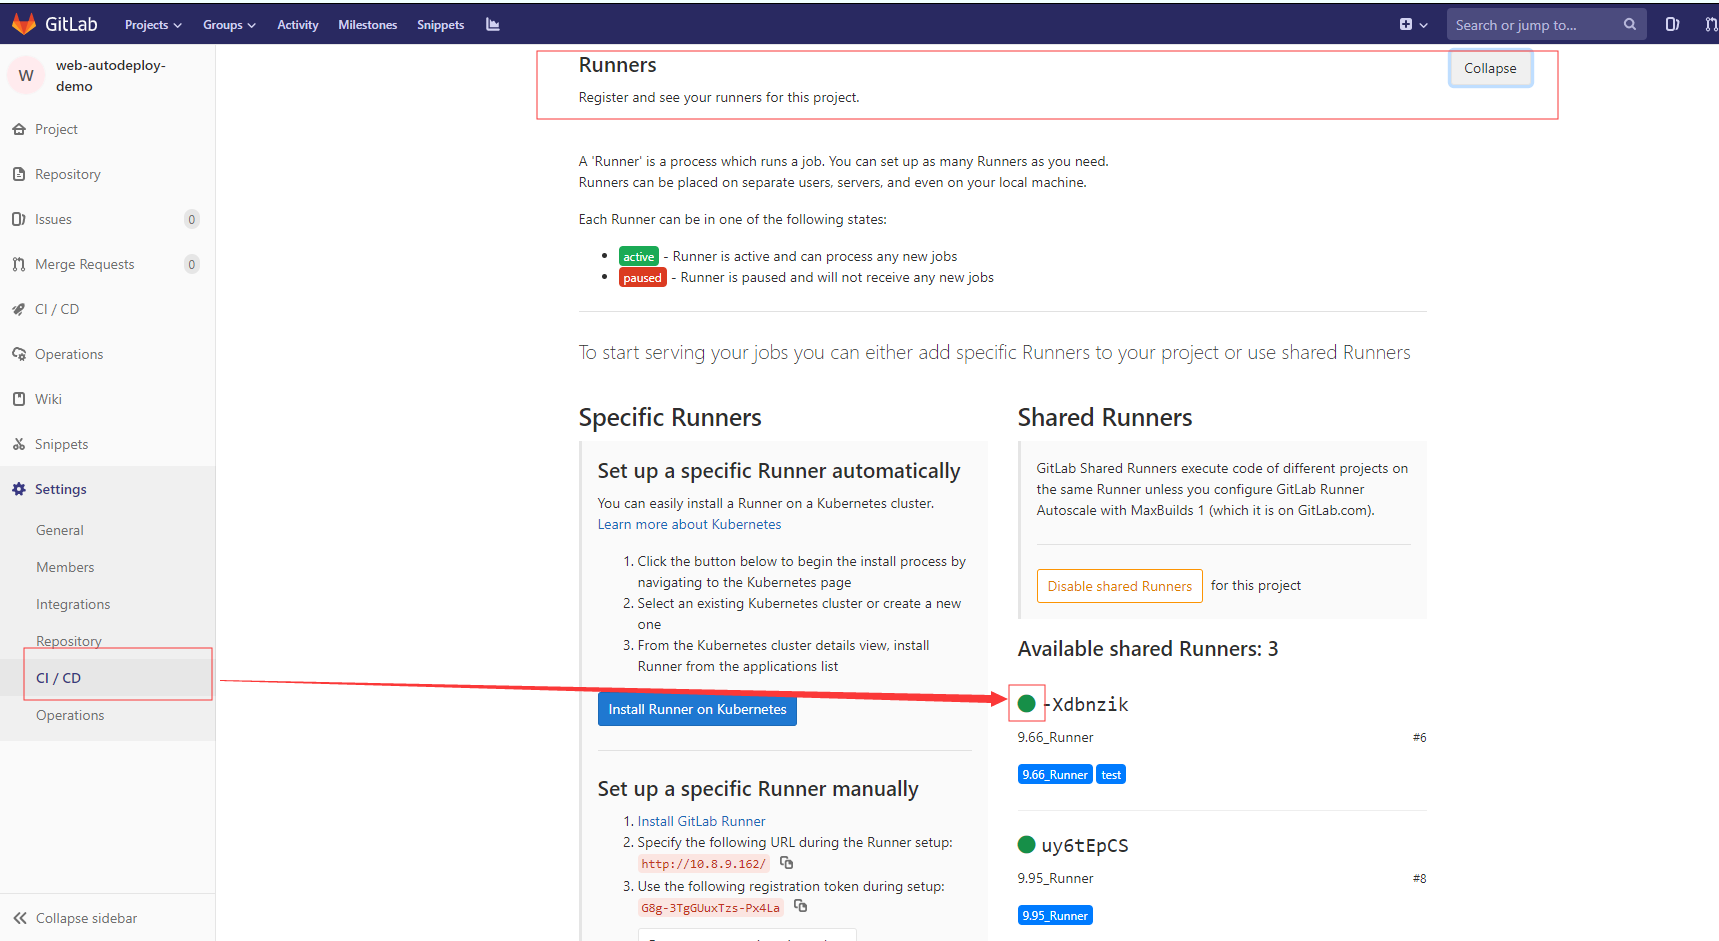 GitLab Projects Groups Activity Milestones Snippets Search or jump to...
W web-autodeploy-
demo
Project
Repository
Issues 0
Merge Requests 0
CI / CD
Operations
Wiki
Snippets
Settings
General
Members
Integrations
Repository
CI / CD
Operations
Collapse sidebar
Runners
Collapse
Register and see your runners for this project.
A 'Runner' is a process which runs a job. You can set up as many Runners as you need.
Runners can be placed on separate users, servers, and even on your local machine.
Each Runner can be in one of the following states:
active - Runner is active and can process any new jobs
paused - Runner is paused and will not receive any new jobs
To start serving your jobs you can either add specific Runners to your project or use shared Runners
Specific Runners
Set up a specific Runner automatically
You can easily install a Runner on a Kubernetes cluster.
Learn more about Kubernetes
1. Click the button below to begin the install process by
navigating to the Kubernetes page
2. Select an existing Kubernetes cluster or create a new
one
3. From the Kubernetes cluster details view, install
Runner from the applications list
Install Runner on Kubernetes
Set up a specific Runner manually
1. Install GitLab Runner
2. Specify the following URL during the Runner setup:
http://10.8.9.162/
3. Use the following registration token during setup:
G8g-3TgGUuxTzs-Px4La
Shared Runners
GitLab Shared Runners execute code of different projects on
the same Runner unless you configure GitLab Runner
Autoscale with MaxBuilds 1 (which it is on GitLab.com).
Disable shared Runners for this project
Available shared Runners: 3
-Xdbnzik
9.66_Runner #6
9.66_Runner test
uy6tEpCS
9.95_Runner #8
9.95_Runner